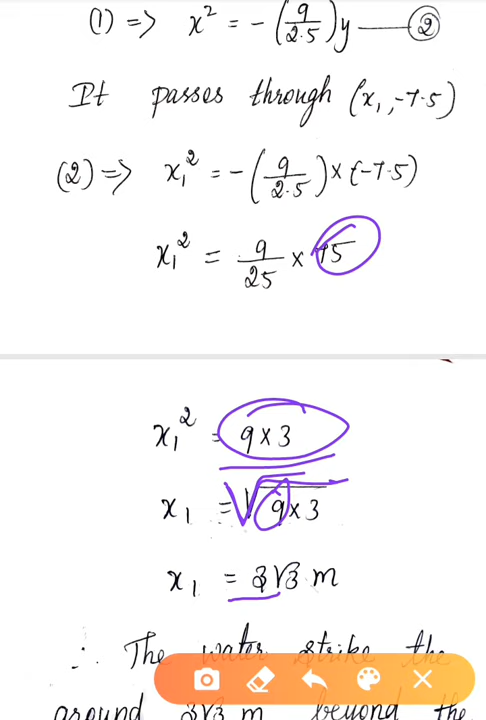 (1) => x² = -(9/2.5)y — ②
It passes through (x₁, -7.5)
(2) => x₁² = -(9/2.5) × (-7.5)
x₁² = 9/25 × 75
x₁² = 9 × 3
x₁ = √9×3
x₁ = 3√3 m
∴ The water strike the
around 3√3 m beyond the